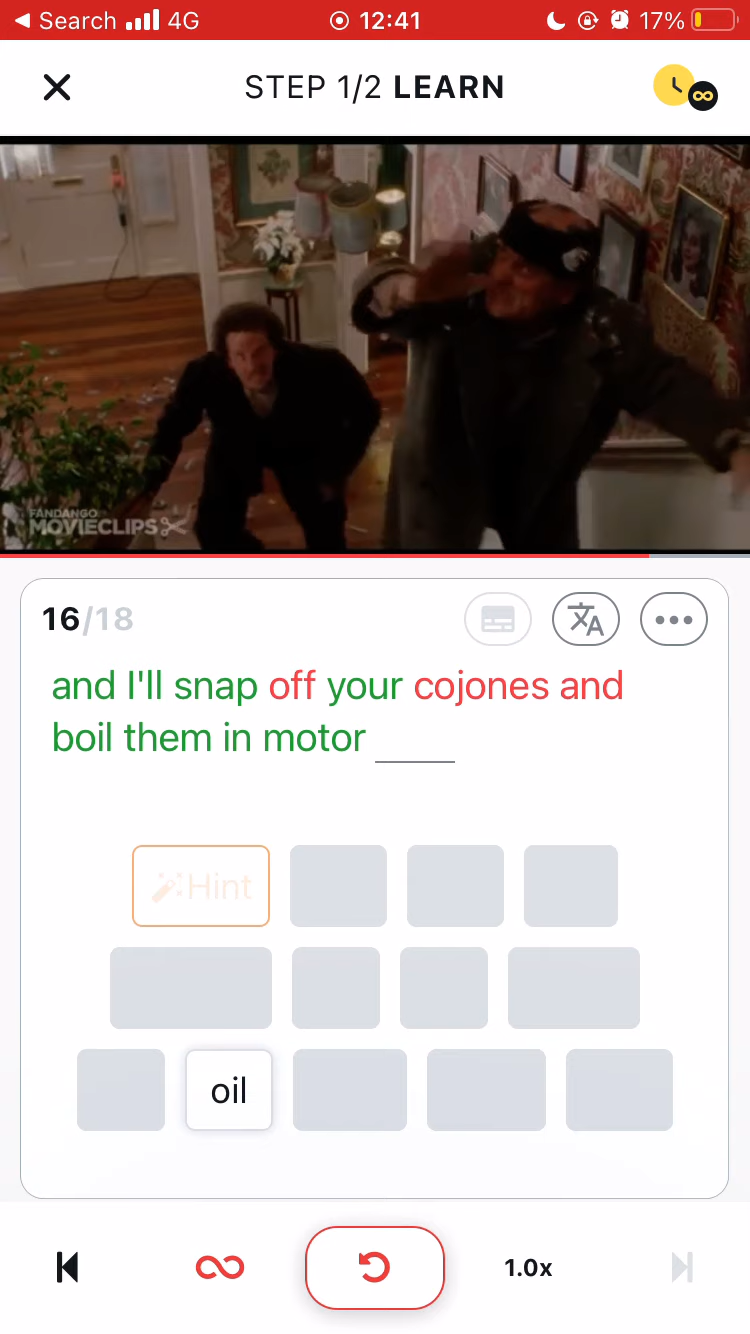 Search 4G 12:41 17%
STEP 1/2 LEARN
FANDANGO
MOVIECLIPS
16/18
and I'll snap off your cojones and
boil them in motor ____
Hint
oil
1.0x